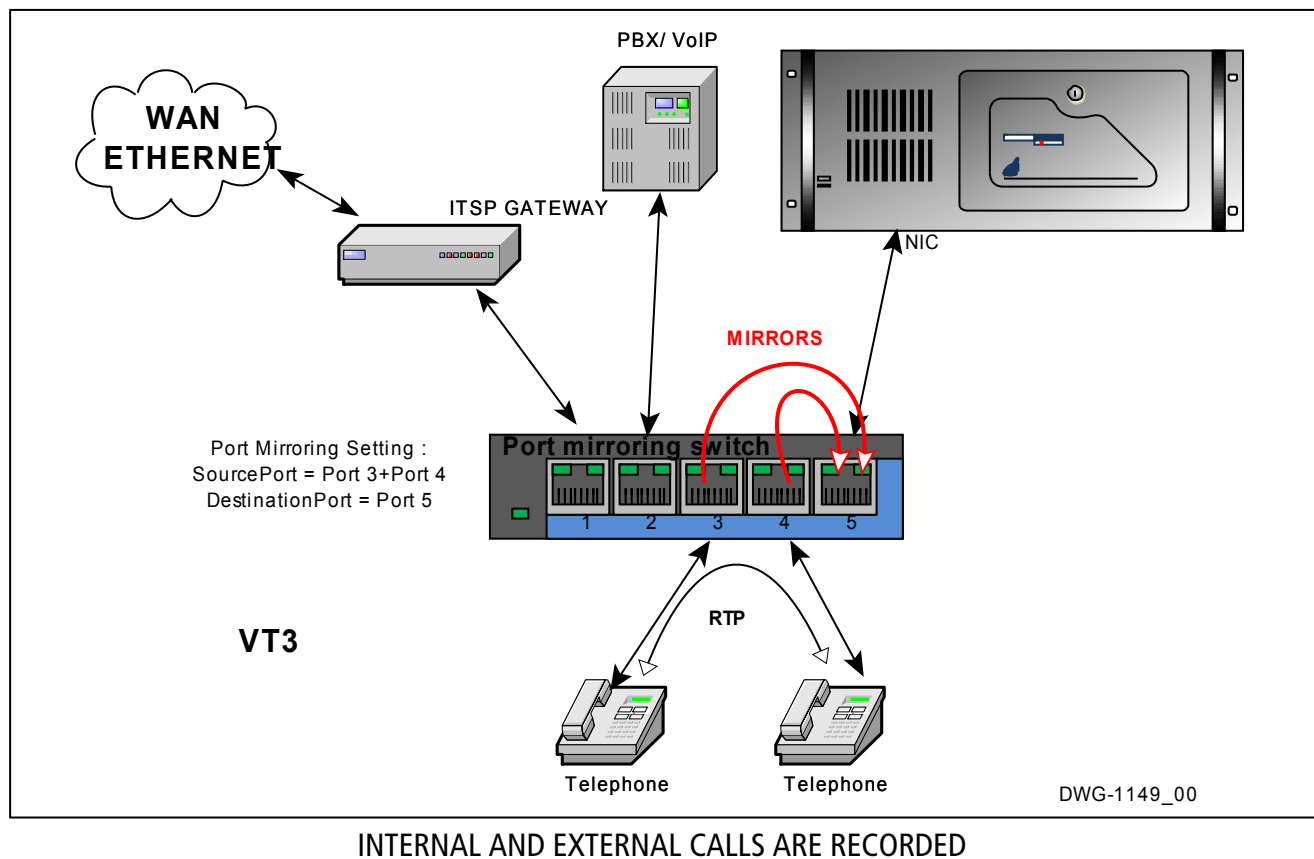 PBX/ VoIP
WAN
ETHERNET
ITSP GATEWAY
NIC
MIRRORS
Port mirroring switch
Port Mirroring Setting :
SourcePort = Port 3+Port 4
DestinationPort = Port 5
1 2 3 4 5
RTP
VT3
Telephone Telephone
DWG-1149_00
INTERNAL AND EXTERNAL CALLS ARE RECORDED